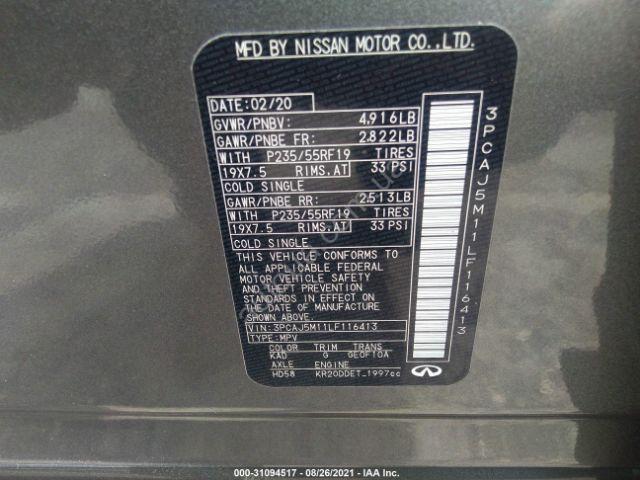 MFD BY NISSAN MOTOR CO.,LTD.
DATE:02/20
GVWR/PNBV: 4,916LB
GAWR/PNBE FR: 2,822LB
WITH P235/55RF19 TIRES
19X7.5 RIMS.AT 33 PSI
COLD SINGLE
GAWR/PNBE RR: 2,513LB
WITH P235/55RF19 TIRES
19X7.5 RIMS.AT 33 PSI
COLD SINGLE
THIS VEHICLE CONFORMS TO
ALL APPLICABLE FEDERAL
MOTOR VEHICLE SAFETY
AND THEFT PREVENTION
STANDARDS IN EFFECT ON
THE DATE OF MANUFACTURE
SHOWN ABOVE.
VIN: 3PCAJ5M11LF116413
TYPE: MPV
COLOR TRIM TRANS
KAD G GEOF10A
AXLE ENGINE
HD58 KR20DDET_1997cc
3PCAJ5M11LF116413
INFINITI
000-31094517 - 08/26/2021 - IAA Inc.